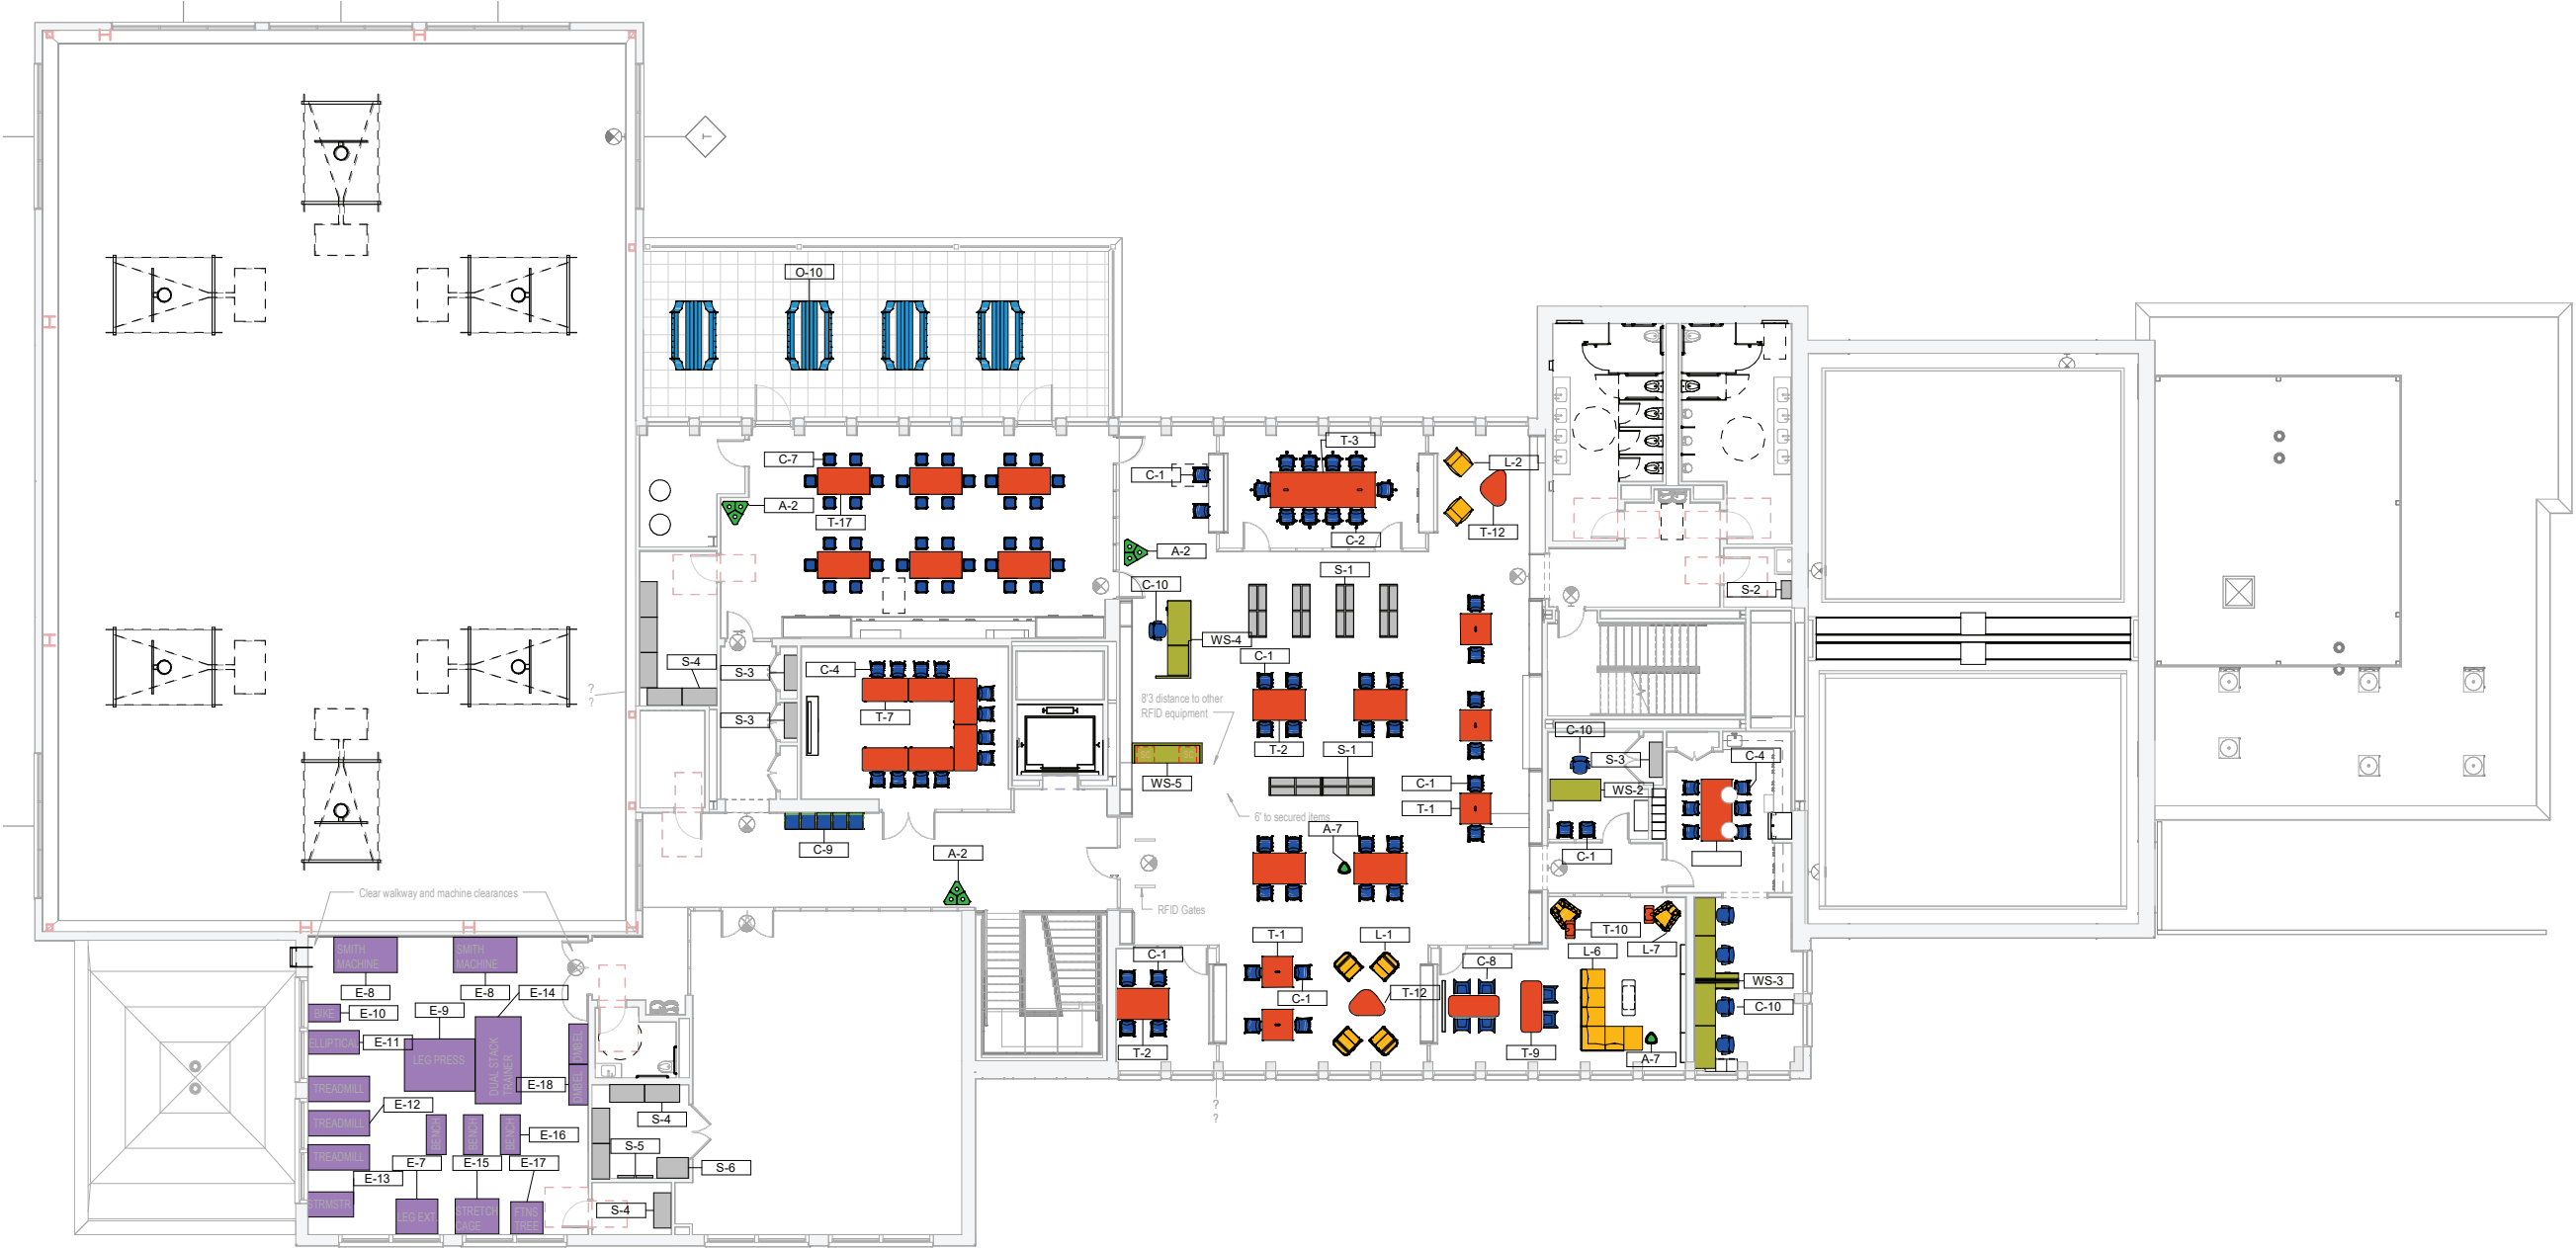 T
O-10
T-3
C-7
L-2
C-1
A-2
T-17
T-12
C-2
A-2
S-1
C-10
S-2
WS-4
C-1
S-4
S-3
C-4
8'3 distance to other
RFID equipment
?
?
T-7
S-3
C-10
T-2
S-1
S-3
C-4
WS-5
C-1
WS-2
T-1
6' to secured items
A-7
C-9
A-2
C-1
Clear walkway and machine clearances
RFID Gates
T-10
L-7
T-1
L-1
SMITH
MACHINE
SMITH
MACHINE
C-1
C-8
L-6
WS-3
E-8
E-8
E-14
T-12
C-1
C-10
BIKE
E-10
E-9
ELLIPTICAL
E-11
LEG PRESS
DUAL STACK
TRAINER
DMBEL
DMBEL
T-2
T-9
A-7
E-18
TREADMILL
E-12
TREADMILL
S-4
?
?
BENCH
BENCH
BENCH
E-16
S-5
TREADMILL
E-7
E-15
E-17
S-6
E-13
STRMSTR
LEG EXT.
STRETCH
CAGE
FTNS
TREE
S-4